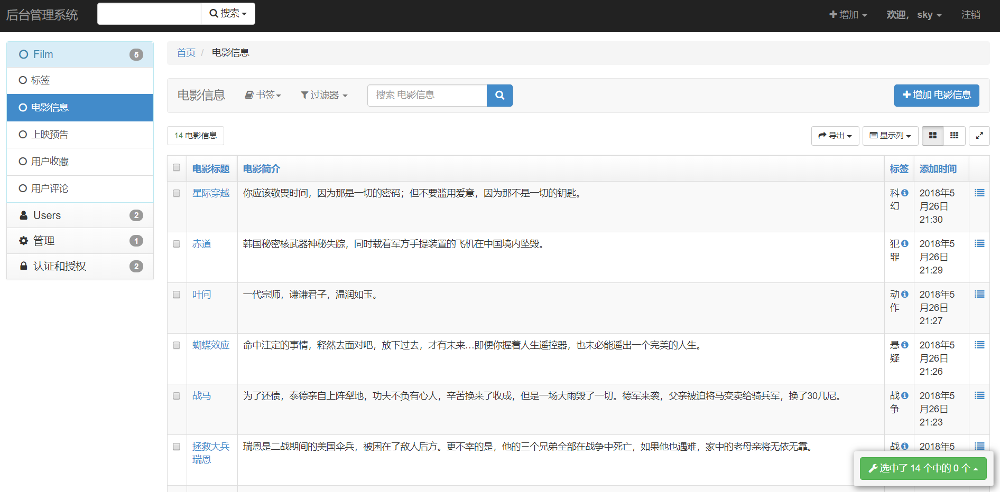 后台管理系统
搜索
增加
欢迎， sky
注销
Film 5
标签
电影信息
上映预告
用户收藏
用户评论
Users 2
管理 1
认证和授权 2
首页 / 电影信息
电影信息
书签
过滤器
搜索 电影信息
增加 电影信息
14 电影信息
导出
显示列
电影标题 电影简介 标签 添加时间
星际穿越
你应该敬畏时间，因为那是一切的密码；但不要滥用爱意，因为那不是一切的钥匙。
科
幻
2018年5
月26日
21:30
赤道
韩国秘密核武器神秘失踪，同时载着军方手提装置的飞机在中国境内坠毁。
犯
罪
2018年5
月26日
21:29
叶问
一代宗师，谦谦君子，温润如玉。
动
作
2018年5
月26日
21:27
蝴蝶效应
命中注定的事情，释然去面对吧，放下过去，才有未来…即便你握着人生遥控器，也未必能遥出一个完美的人生。
悬
疑
2018年5
月26日
21:26
战马
为了还债，泰德亲自上阵犁地，功夫不负有心人，辛苦换来了收成，但是一场大雨毁了一切。德军来袭，父亲被迫将马变卖给骑兵军，换了30几尼。
战
争
2018年5
月26日
21:23
拯救大兵
瑞恩
瑞恩是二战期间的美国伞兵，被困在了敌人后方。更不幸的是，他的三个兄弟全部在战争中死亡，如果他也遇难，家中的老母亲将无依无靠。
战
2018年5
选中了 14 个中的 0 个